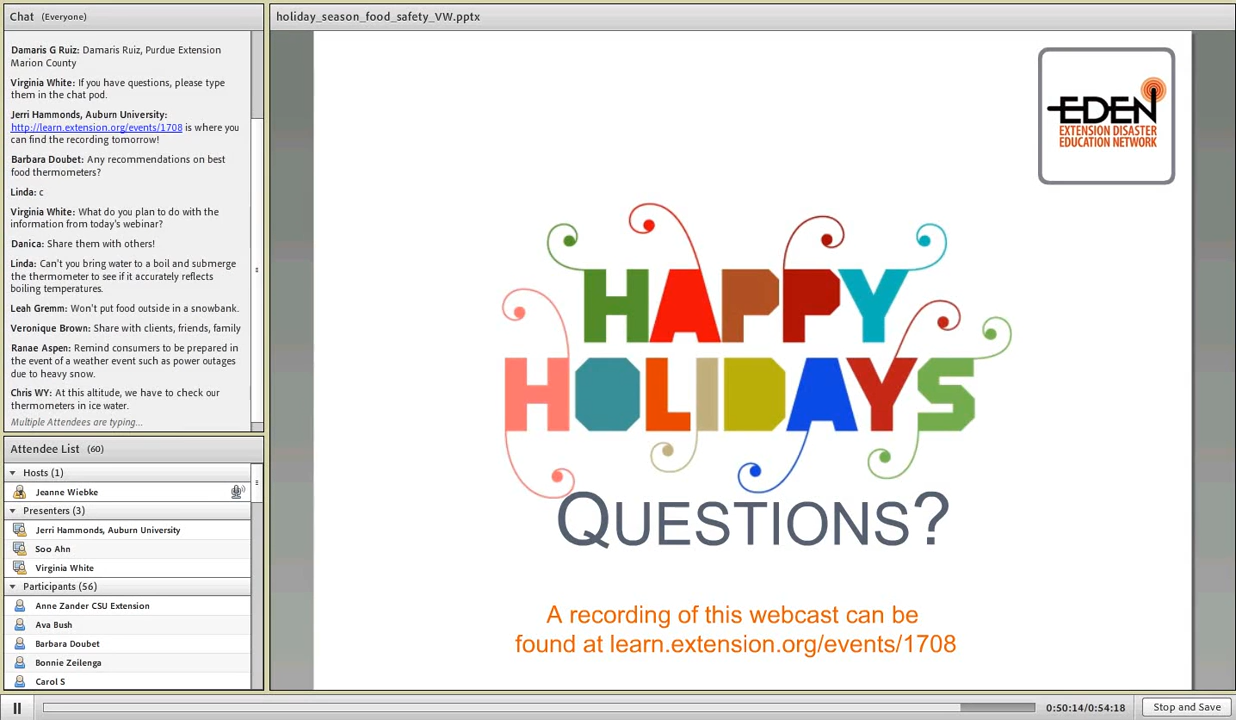 Chat (Everyone)
Damaris G Ruiz: Damaris Ruiz, Purdue Extension
Marion County
Virginia White: If you have questions, please type
them in the chat pod.
Jerri Hammonds, Auburn University:
http://learn.extension.org/events/1708 is where you
can find the recording tomorrow!
Barbara Doubet: Any recommendations on best
food thermometers?
Linda: c
Virginia White: What do you plan to do with the
information from today's webinar?
Danica: Share them with others!
Linda: Can't you bring water to a boil and submerge
the thermometer to see if it accurately reflects
boiling temperatures.
Leah Gremm: Won't put food outside in a snowbank.
Veronique Brown: Share with clients, friends, family
Ranae Aspen: Remind consumers to be prepared in
the event of a weather event such as power outages
due to heavy snow.
Chris WY: At this altitude, we have to check our
thermometers in ice water.
Multiple Attendees are typing...
Attendee List (60)
Hosts (1)
Jeanne Wiebke
Presenters (3)
Jerri Hammonds, Auburn University
Soo Ahn
Virginia White
Participants (56)
Anne Zander CSU Extension
Ava Bush
Barbara Doubet
Bonnie Zeilenga
Carol S
holiday_season_food_safety_VW.pptx
EDEN
EXTENSION DISASTER
EDUCATION NETWORK
HAPPY
HOLIDAYS
QUESTIONS?
A recording of this webcast can be
found at learn.extension.org/events/1708
0:50:14/0:54:18
Stop and Save